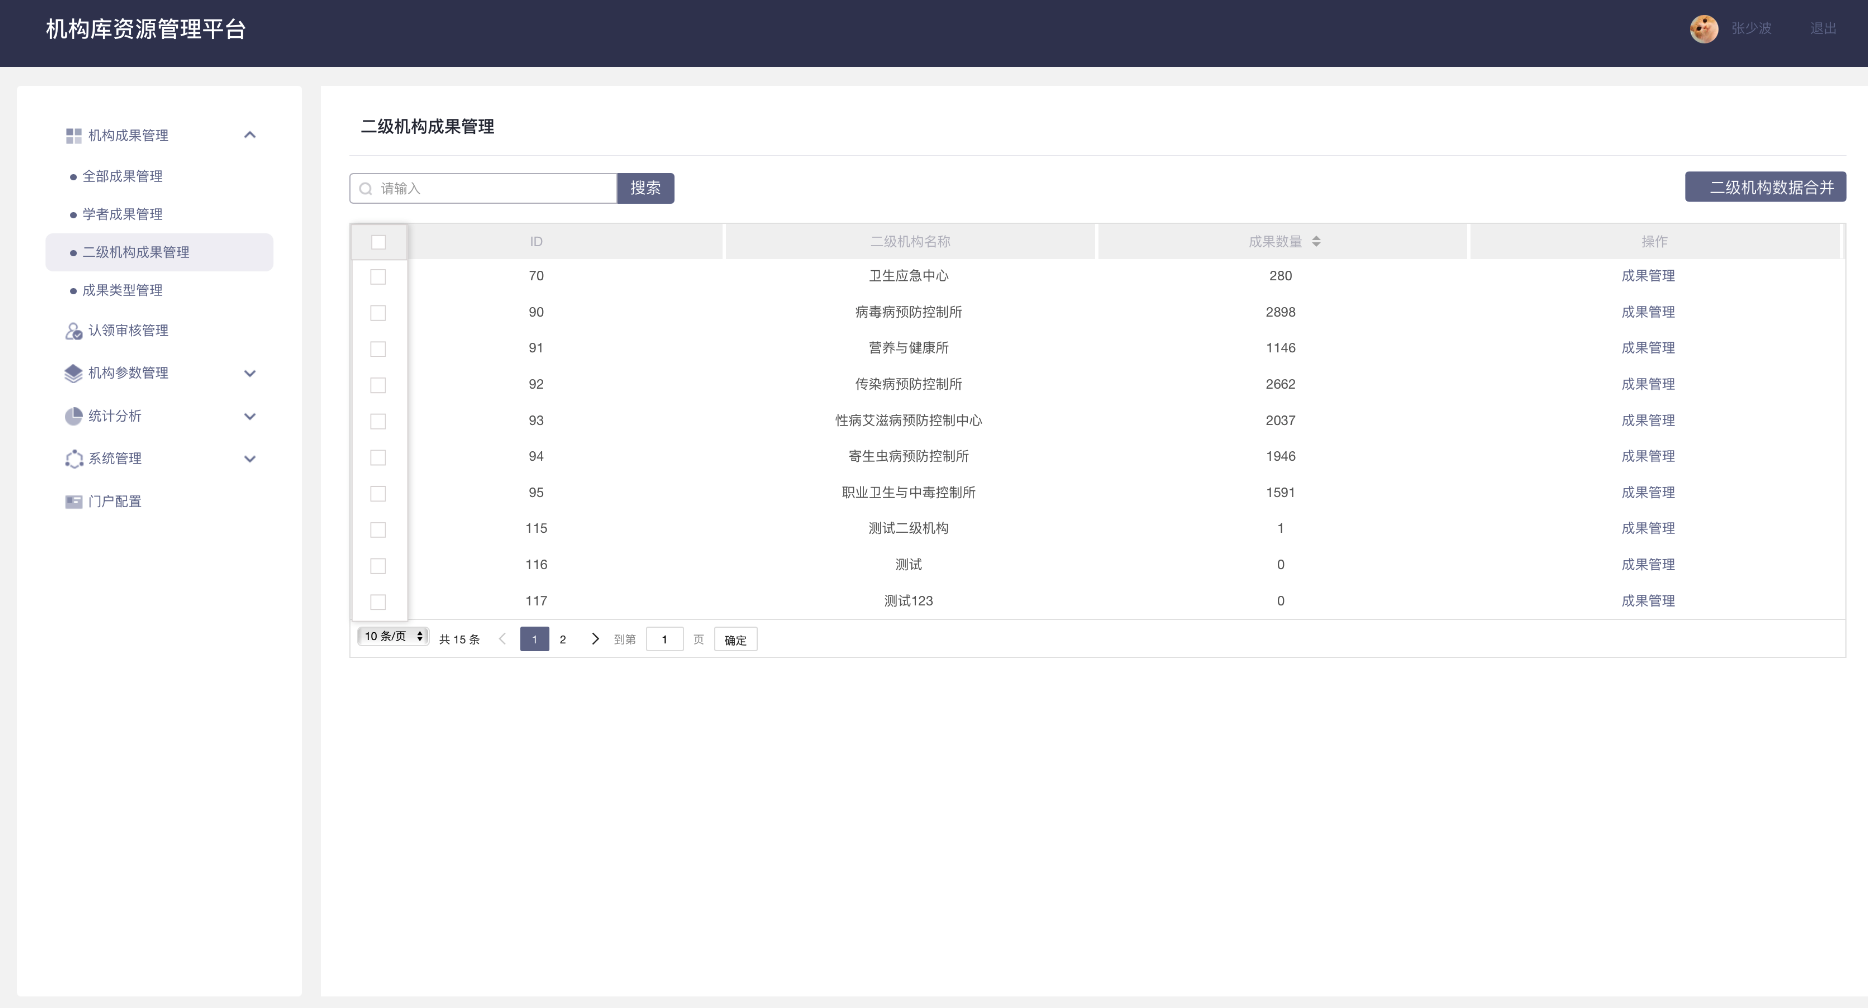 机构库资源管理平台
张少波 退出
机构成果管理
全部成果管理
学者成果管理
二级机构成果管理
成果类型管理
认领审核管理
机构参数管理
统计分析
系统管理
门户配置
二级机构成果管理
请输入 搜索 二级机构数据合并
ID 二级机构名称 成果数量 操作
70 卫生应急中心 280 成果管理
90 病毒病预防控制所 2898 成果管理
91 营养与健康所 1146 成果管理
92 传染病预防控制所 2662 成果管理
93 性病艾滋病预防控制中心 2037 成果管理
94 寄生虫病预防控制所 1946 成果管理
95 职业卫生与中毒控制所 1591 成果管理
115 测试二级机构 1 成果管理
116 测试 0 成果管理
117 测试123 0 成果管理
10 条/页 共 15 条 1 2 到第 1 页 确定